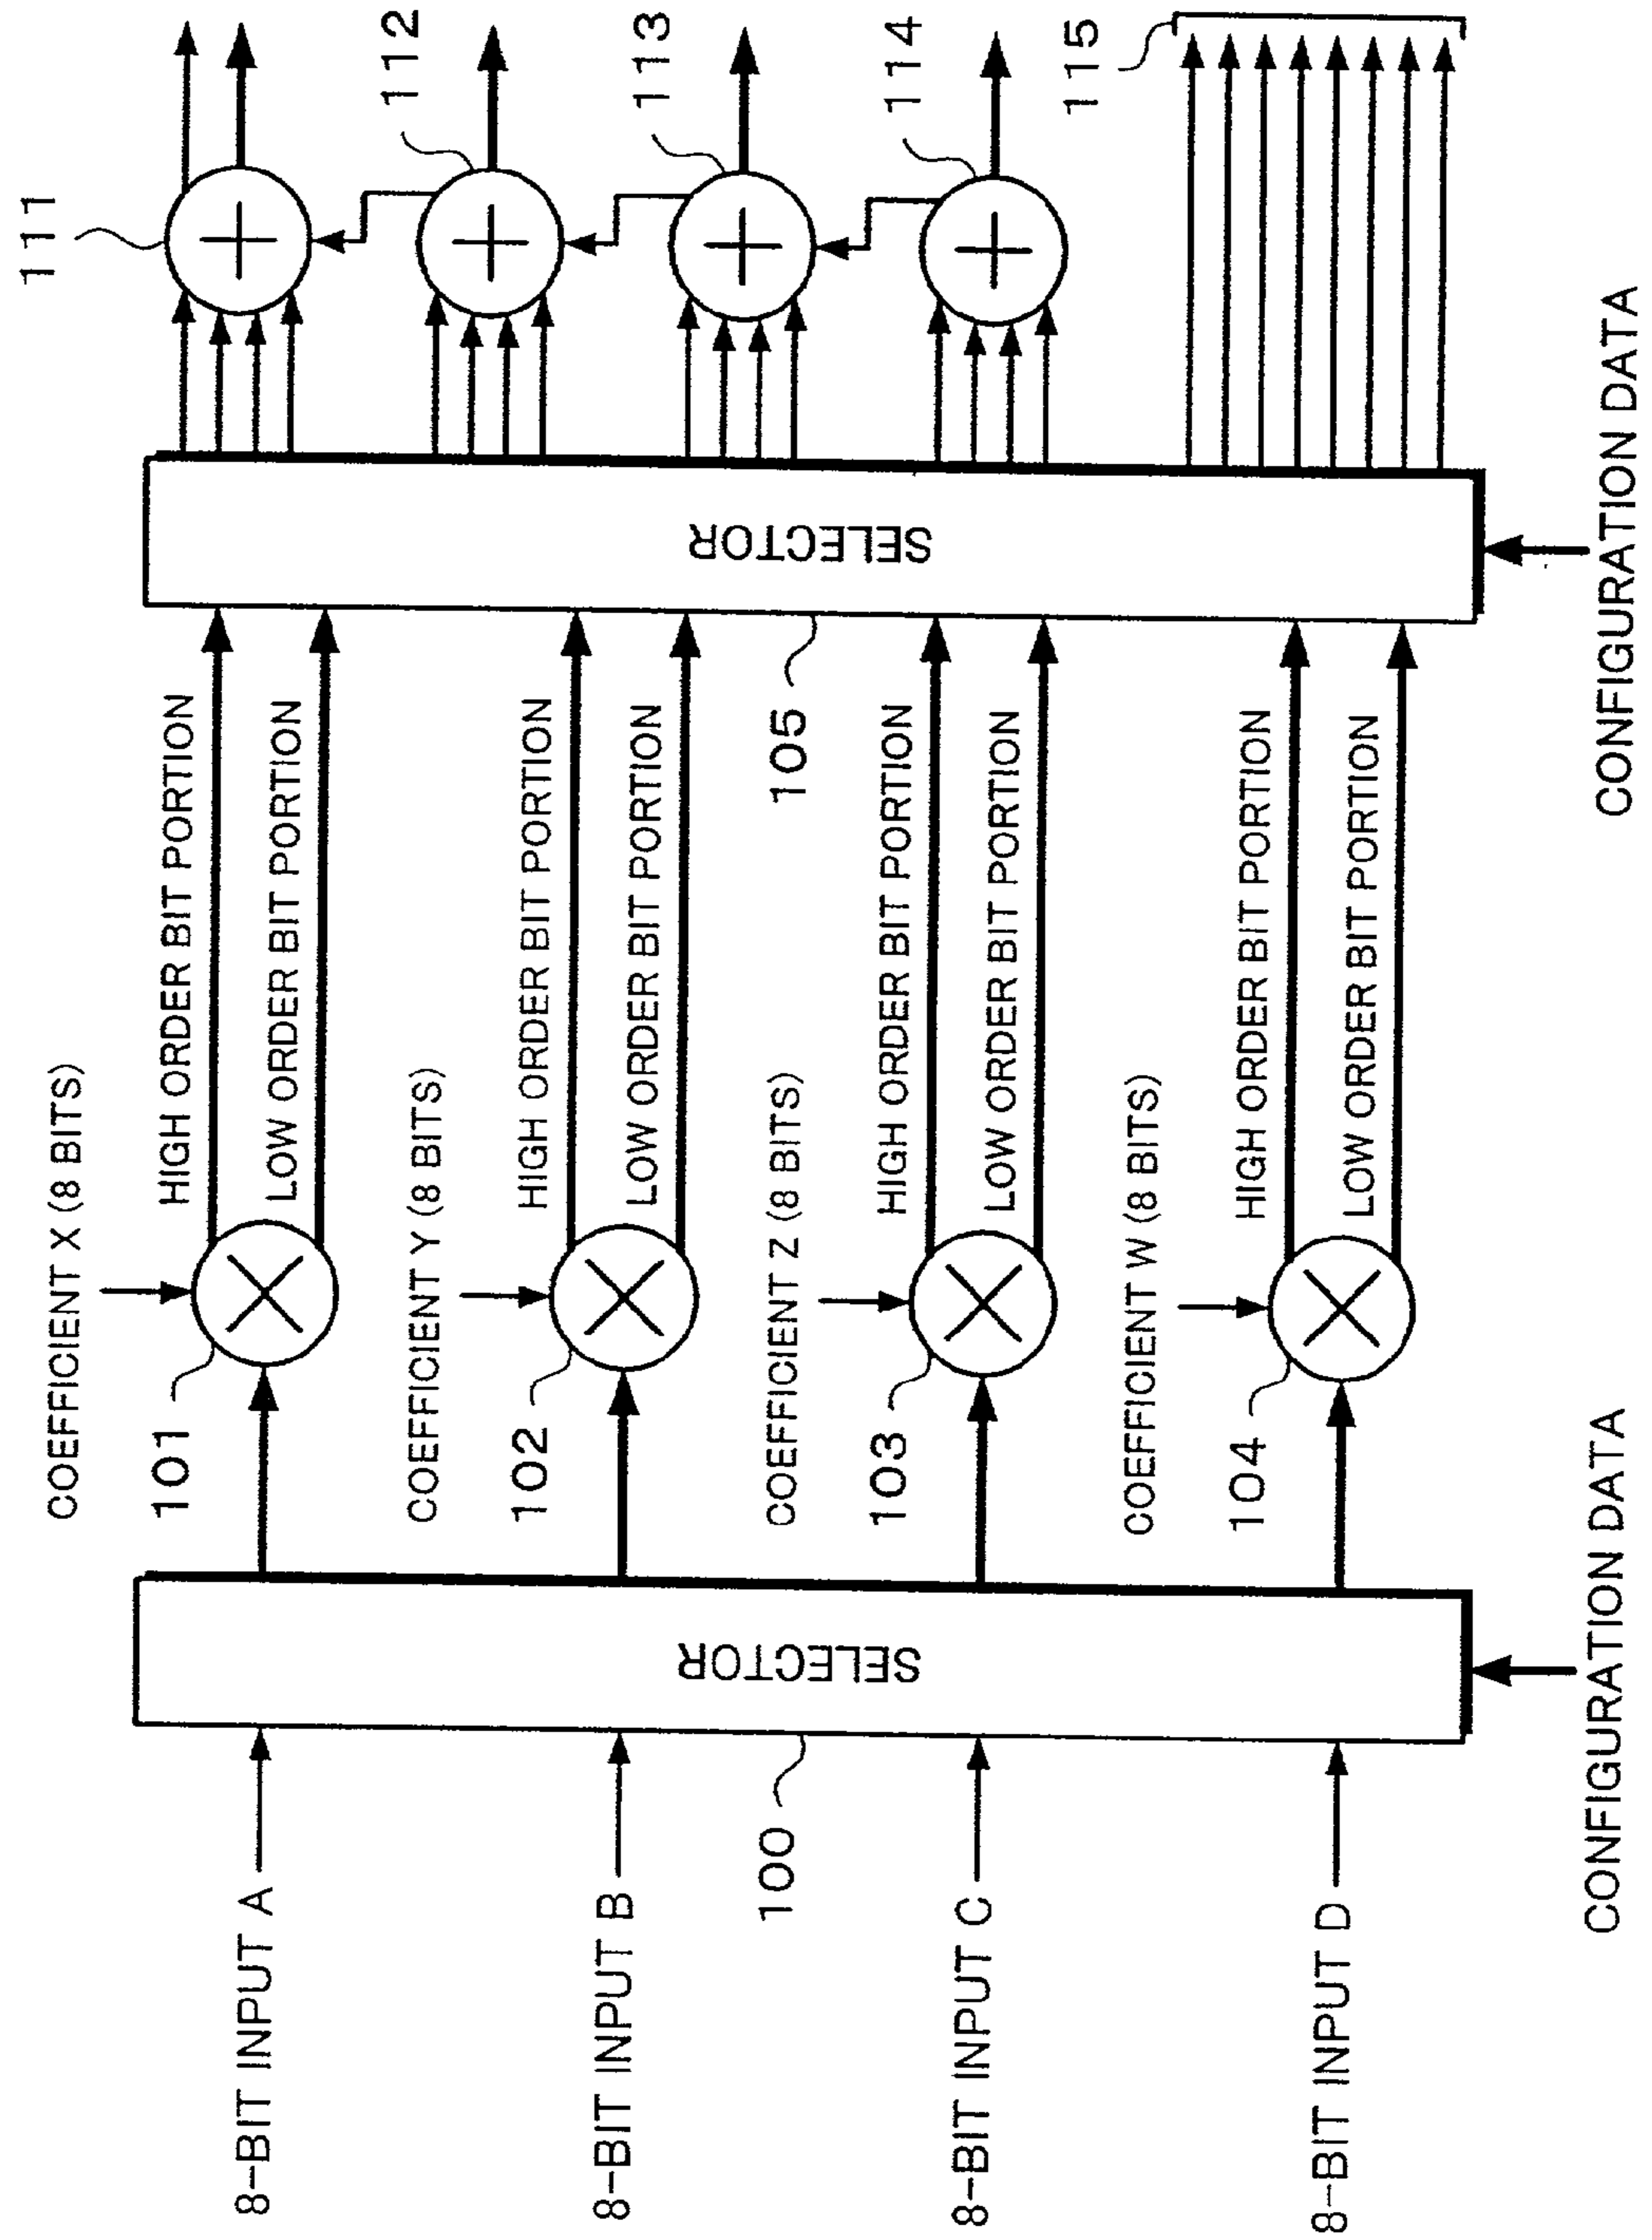 8-BIT INPUT A
8-BIT INPUT B
8-BIT INPUT C
8-BIT INPUT D
100
SELECTOR
CONFIGURATION DATA
COEFFICIENT X (8 BITS)
101
HIGH ORDER BIT PORTION
LOW ORDER BIT PORTION
COEFFICIENT Y (8 BITS)
102
HIGH ORDER BIT PORTION
LOW ORDER BIT PORTION
COEFFICIENT Z (8 BITS)
103
HIGH ORDER BIT PORTION
LOW ORDER BIT PORTION
COEFFICIENT W (8 BITS)
104
HIGH ORDER BIT PORTION
LOW ORDER BIT PORTION
105
SELECTOR
CONFIGURATION DATA
111
112
113
114
115